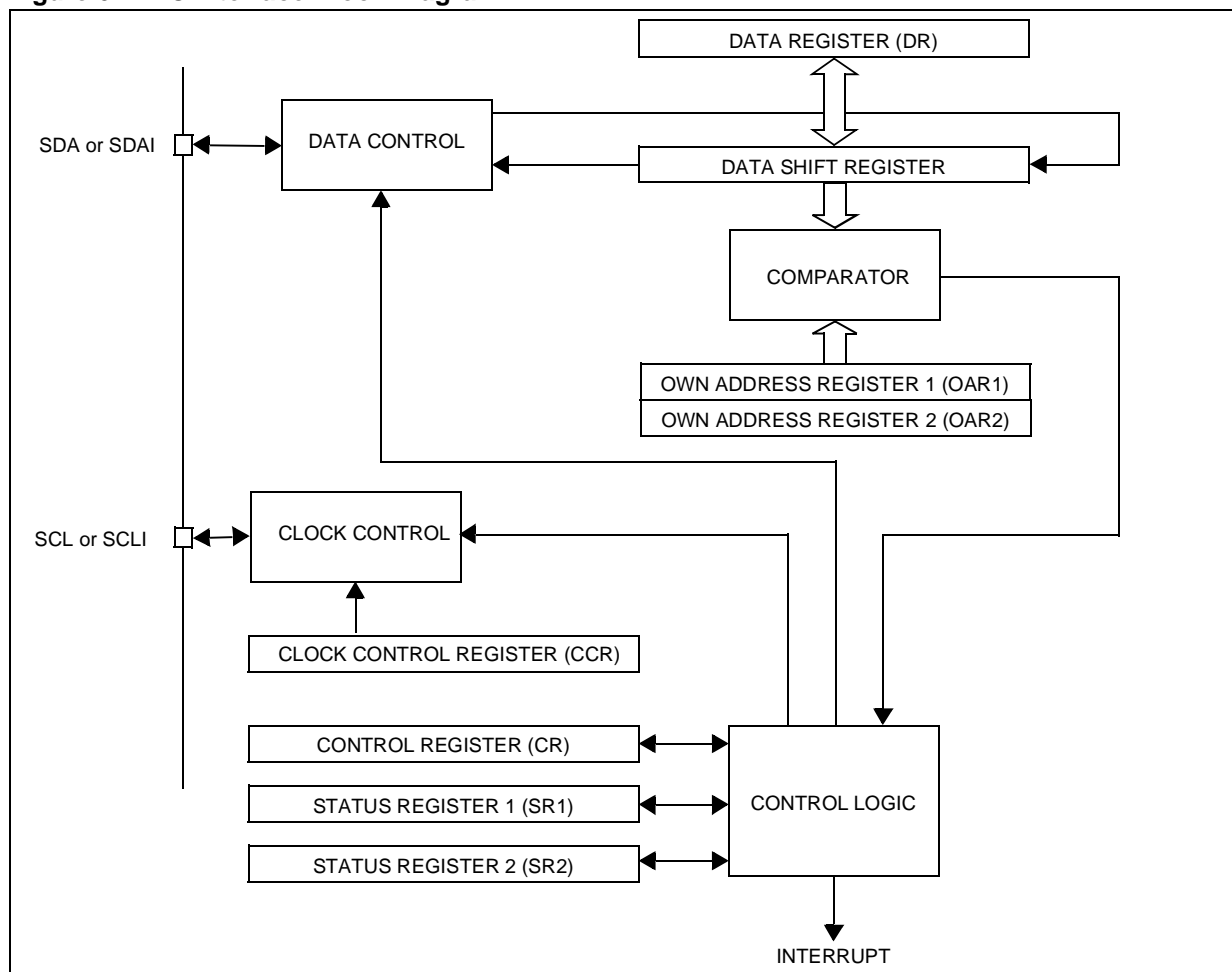 DATA REGISTER (DR)
SDA or SDAI
DATA CONTROL
DATA SHIFT REGISTER
COMPARATOR
OWN ADDRESS REGISTER 1 (OAR1)
OWN ADDRESS REGISTER 2 (OAR2)
SCL or SCLI
CLOCK CONTROL
CLOCK CONTROL REGISTER (CCR)
CONTROL REGISTER (CR)
STATUS REGISTER 1 (SR1)
CONTROL LOGIC
STATUS REGISTER 2 (SR2)
INTERRUPT